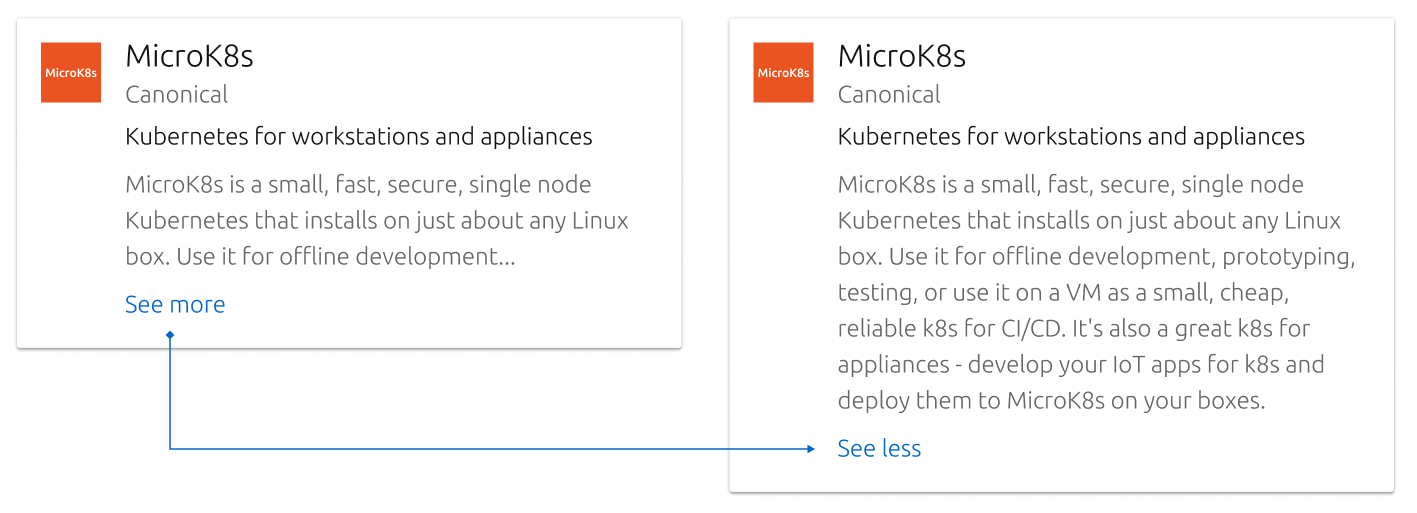 MicroK8s
MicroK8s
Canonical
Kubernetes for workstations and appliances
MicroK8s is a small, fast, secure, single node
Kubernetes that installs on just about any Linux
box. Use it for offline development...
See more
MicroK8s
MicroK8s
Canonical
Kubernetes for workstations and appliances
MicroK8s is a small, fast, secure, single node
Kubernetes that installs on just about any Linux
box. Use it for offline development, prototyping,
testing, or use it on a VM as a small, cheap,
reliable k8s for CI/CD. It's also a great k8s for
appliances - develop your IoT apps for k8s and
deploy them to MicroK8s on your boxes.
See less